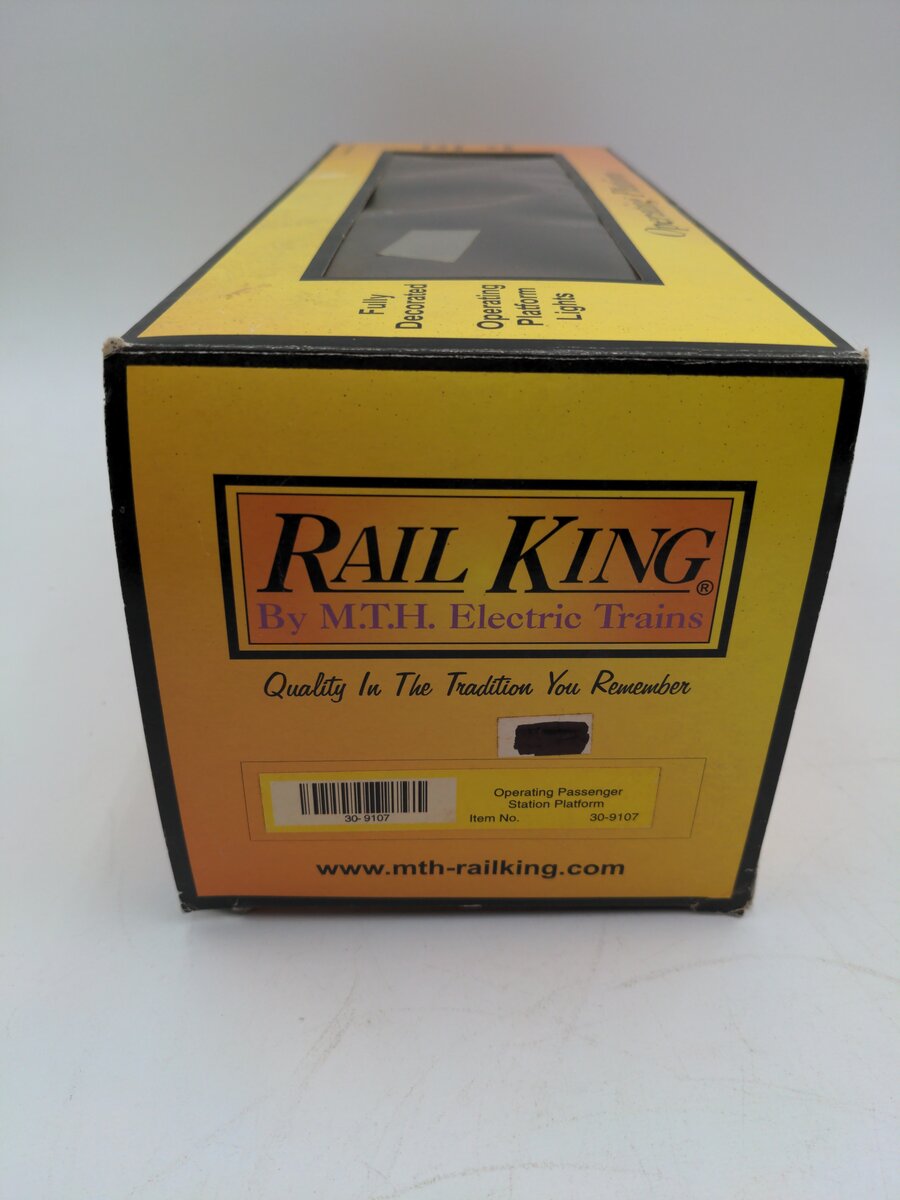 Fully
Decorated
Operating
Platform
Lights
RAIL KING®
By M.T.H. Electric Trains
Quality In The Tradition You Remember
30-9107
Operating Passenger
Station Platform
Item No. 30-9107
www.mth-railking.com